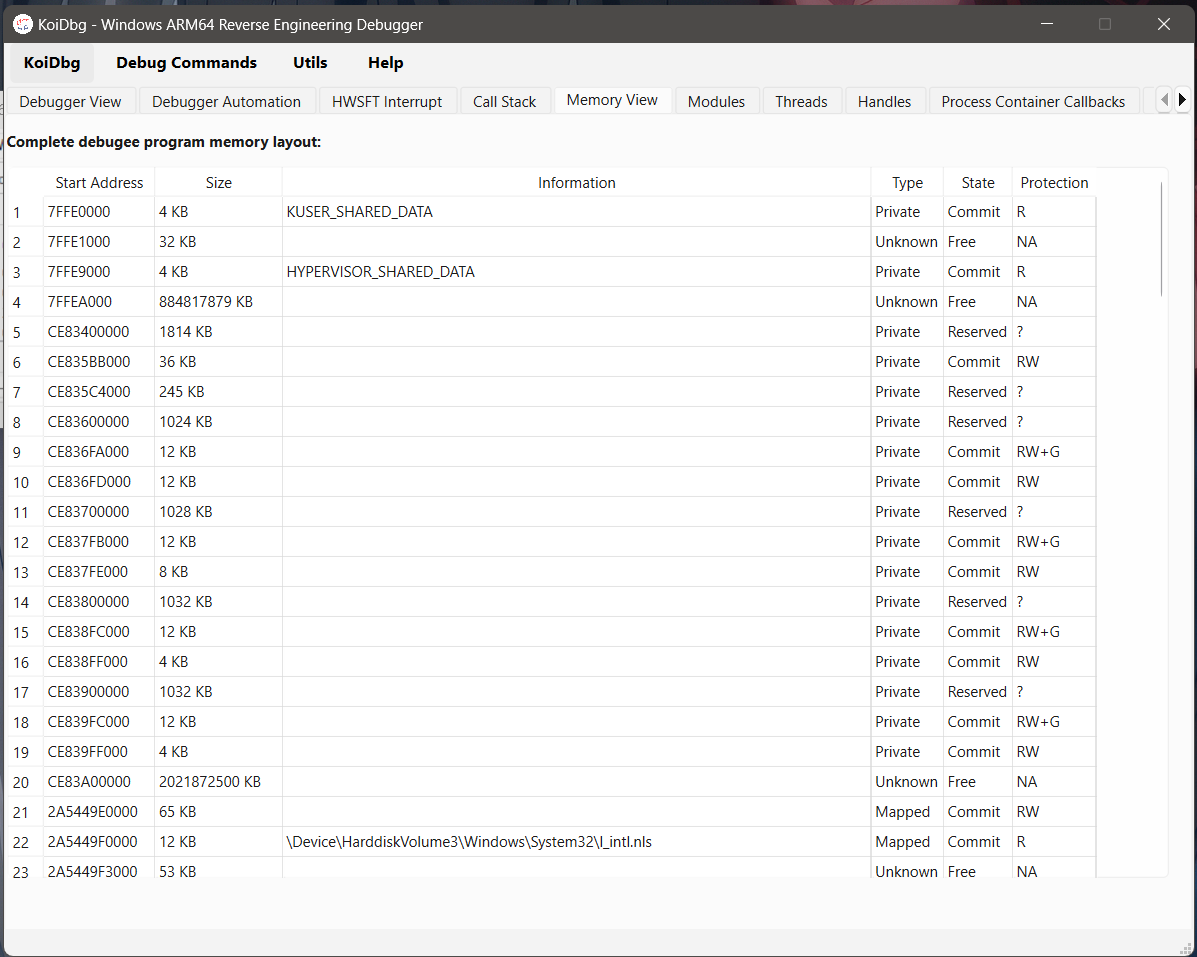 KoiDbg - Windows ARM64 Reverse Engineering Debugger
KoiDbg Debug Commands Utils Help
Debugger View Debugger Automation HWSFT Interrupt Call Stack Memory View Modules Threads Handles Process Container Callbacks
Complete debugee program memory layout:
Start Address Size Information Type State Protection
1 7FFE0000 4 KB KUSER_SHARED_DATA Private Commit R
2 7FFE1000 32 KB Unknown Free NA
3 7FFE9000 4 KB HYPERVISOR_SHARED_DATA Private Commit R
4 7FFEA000 884817879 KB Unknown Free NA
5 CE83400000 1814 KB Private Reserved ?
6 CE835BB000 36 KB Private Commit RW
7 CE835C4000 245 KB Private Reserved ?
8 CE83600000 1024 KB Private Reserved ?
9 CE836FA000 12 KB Private Commit RW+G
10 CE836FD000 12 KB Private Commit RW
11 CE83700000 1028 KB Private Reserved ?
12 CE837FB000 12 KB Private Commit RW+G
13 CE837FE000 8 KB Private Commit RW
14 CE83800000 1032 KB Private Reserved ?
15 CE838FC000 12 KB Private Commit RW+G
16 CE838FF000 4 KB Private Commit RW
17 CE83900000 1032 KB Private Reserved ?
18 CE839FC000 12 KB Private Commit RW+G
19 CE839FF000 4 KB Private Commit RW
20 CE83A00000 2021872500 KB Unknown Free NA
21 2A5449E0000 65 KB Mapped Commit RW
22 2A5449F0000 12 KB \Device\HarddiskVolume3\Windows\System32\l_intl.nls Mapped Commit R
23 2A5449F3000 53 KB Unknown Free NA